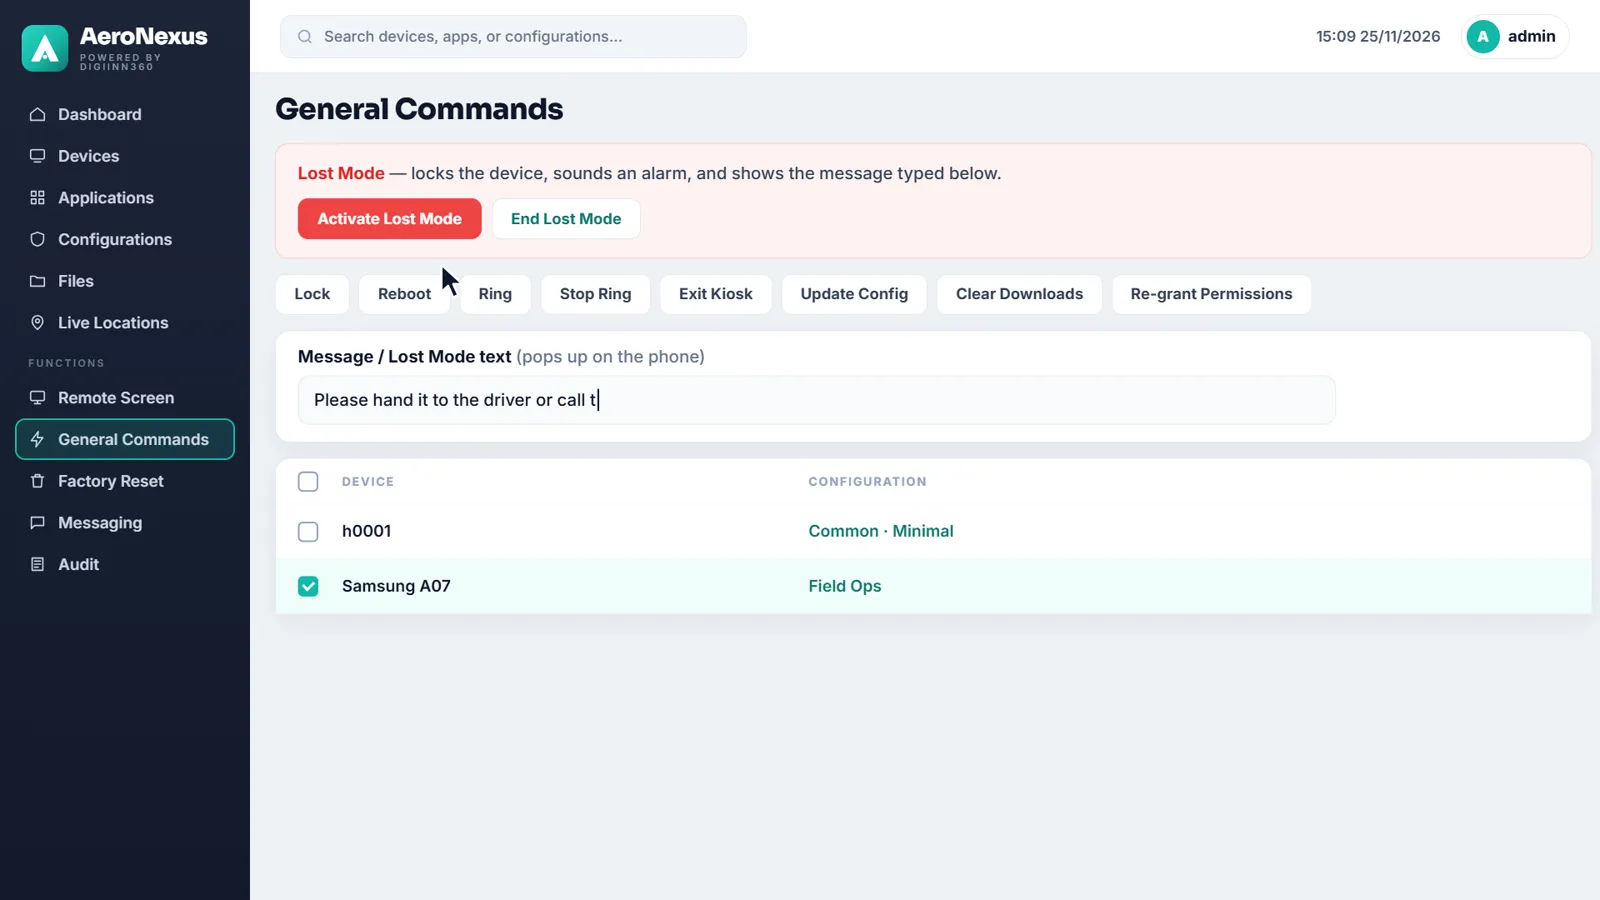 AeroNexus
POWERED BY
DIGIINN360
Search devices, apps, or configurations...
15:09 25/11/2026
A
admin
Dashboard
Devices
Applications
Configurations
Files
Live Locations
FUNCTIONS
Remote Screen
General Commands
Factory Reset
Messaging
Audit
General Commands
Lost Mode — locks the device, sounds an alarm, and shows the message typed below.
Activate Lost Mode
End Lost Mode
Lock
Reboot
Ring
Stop Ring
Exit Kiosk
Update Config
Clear Downloads
Re-grant Permissions
Message / Lost Mode text (pops up on the phone)
Please hand it to the driver or call t
DEVICE
CONFIGURATION
h0001
Common · Minimal
Samsung A07
Field Ops